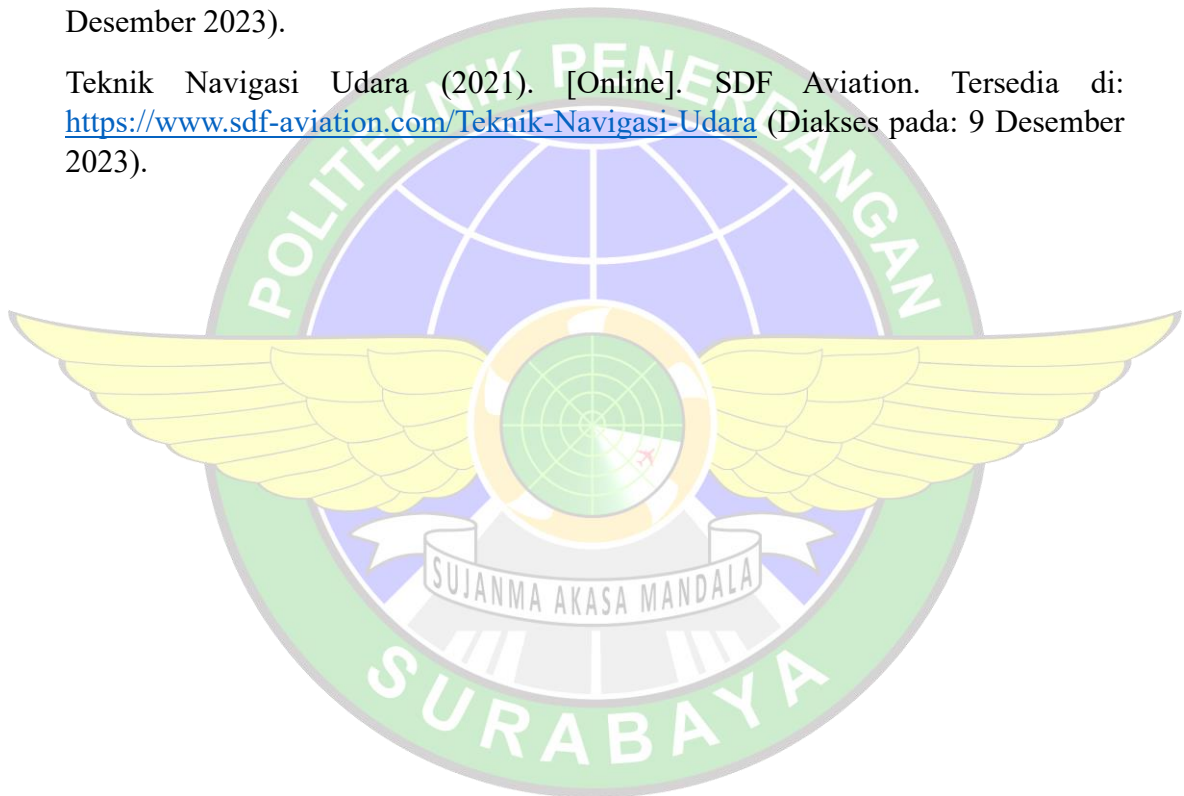 Desember 2023).
Teknik Navigasi Udara (2021). [Online]. SDF Aviation. Tersedia di:
https://www.sdf-aviation.com/Teknik-Navigasi-Udara (Diakses pada: 9 Desember
2023).
POLITEKNIK PENERBANGAN
SUJANMA AKASA MANDALA
SURABAYA